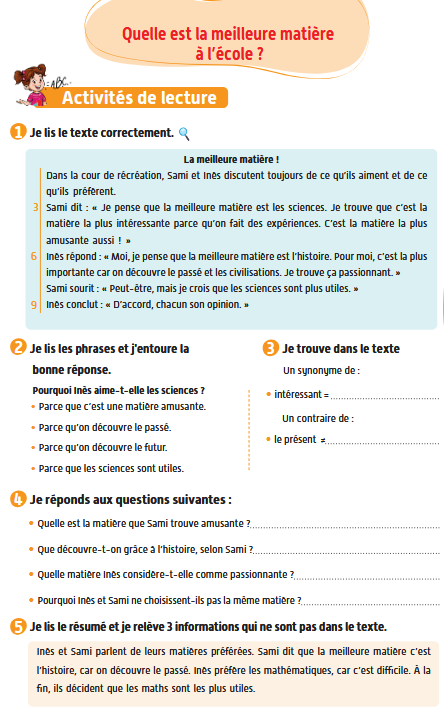 Quelle est la meilleure matière
à l'école ?
ABC
Activités de lecture
1 Je lis le texte correctement.
La meilleure matière !
Dans la cour de récréation, Sami et Inès discutent toujours de ce qu'ils aiment et de ce
qu'ils préfèrent.
3 Sami dit : « Je pense que la meilleure matière est les sciences. Je trouve que c'est la
matière la plus intéressante parce qu'on fait des expériences. C'est la matière la plus
amusante aussi ! »
6 Inès répond : « Moi, je pense que la meilleure matière est l'histoire. Pour moi, c'est la plus
importante car on découvre le passé et les civilisations. Je trouve ça passionnant. »
Sami sourit : « Peut-être, mais je crois que les sciences sont plus utiles. »
9 Inès conclut : « D'accord, chacun son opinion. »
2 Je lis les phrases et j'entoure la
bonne réponse.
Pourquoi Inès aime-t-elle les sciences ?
• Parce que c'est une matière amusante.
• Parce qu'on découvre le passé.
• Parce qu'on découvre le futur.
• Parce que les sciences sont utiles.
3 Je trouve dans le texte
Un synonyme de :
• intéressant = ..............................
Un contraire de :
• le présent ≠ ..............................
4 Je réponds aux questions suivantes :
• Quelle est la matière que Sami trouve amusante ? ..............................
• Que découvre-t-on grâce à l'histoire, selon Sami ? ..............................
• Quelle matière Inès considère-t-elle comme passionnante ? ..............................
• Pourquoi Inès et Sami ne choisissent-ils pas la même matière ? ..............................
5 Je lis le résumé et je relève 3 informations qui ne sont pas dans le texte.
Inès et Sami parlent de leurs matières préférées. Sami dit que la meilleure matière c'est
l'histoire, car on découvre le passé. Inès préfère les mathématiques, car c'est difficile. À la
fin, ils décident que les maths sont les plus utiles.